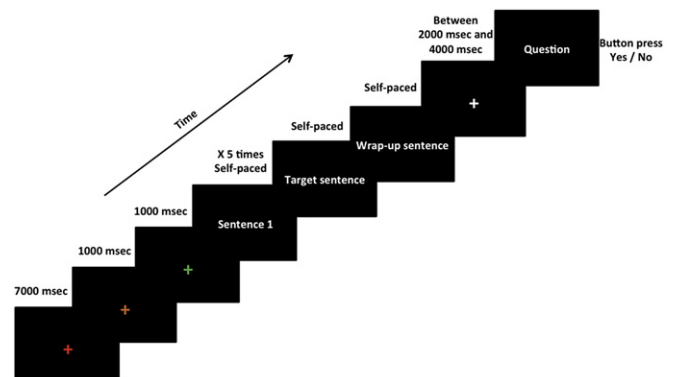 Between
2000 msec and
4000 msec
Question
Button press
Yes / No
Self-paced
Time
Self-paced
Wrap-up sentence
X 5 times
Self-paced
Target sentence
1000 msec
Sentence 1
1000 msec
7000 msec